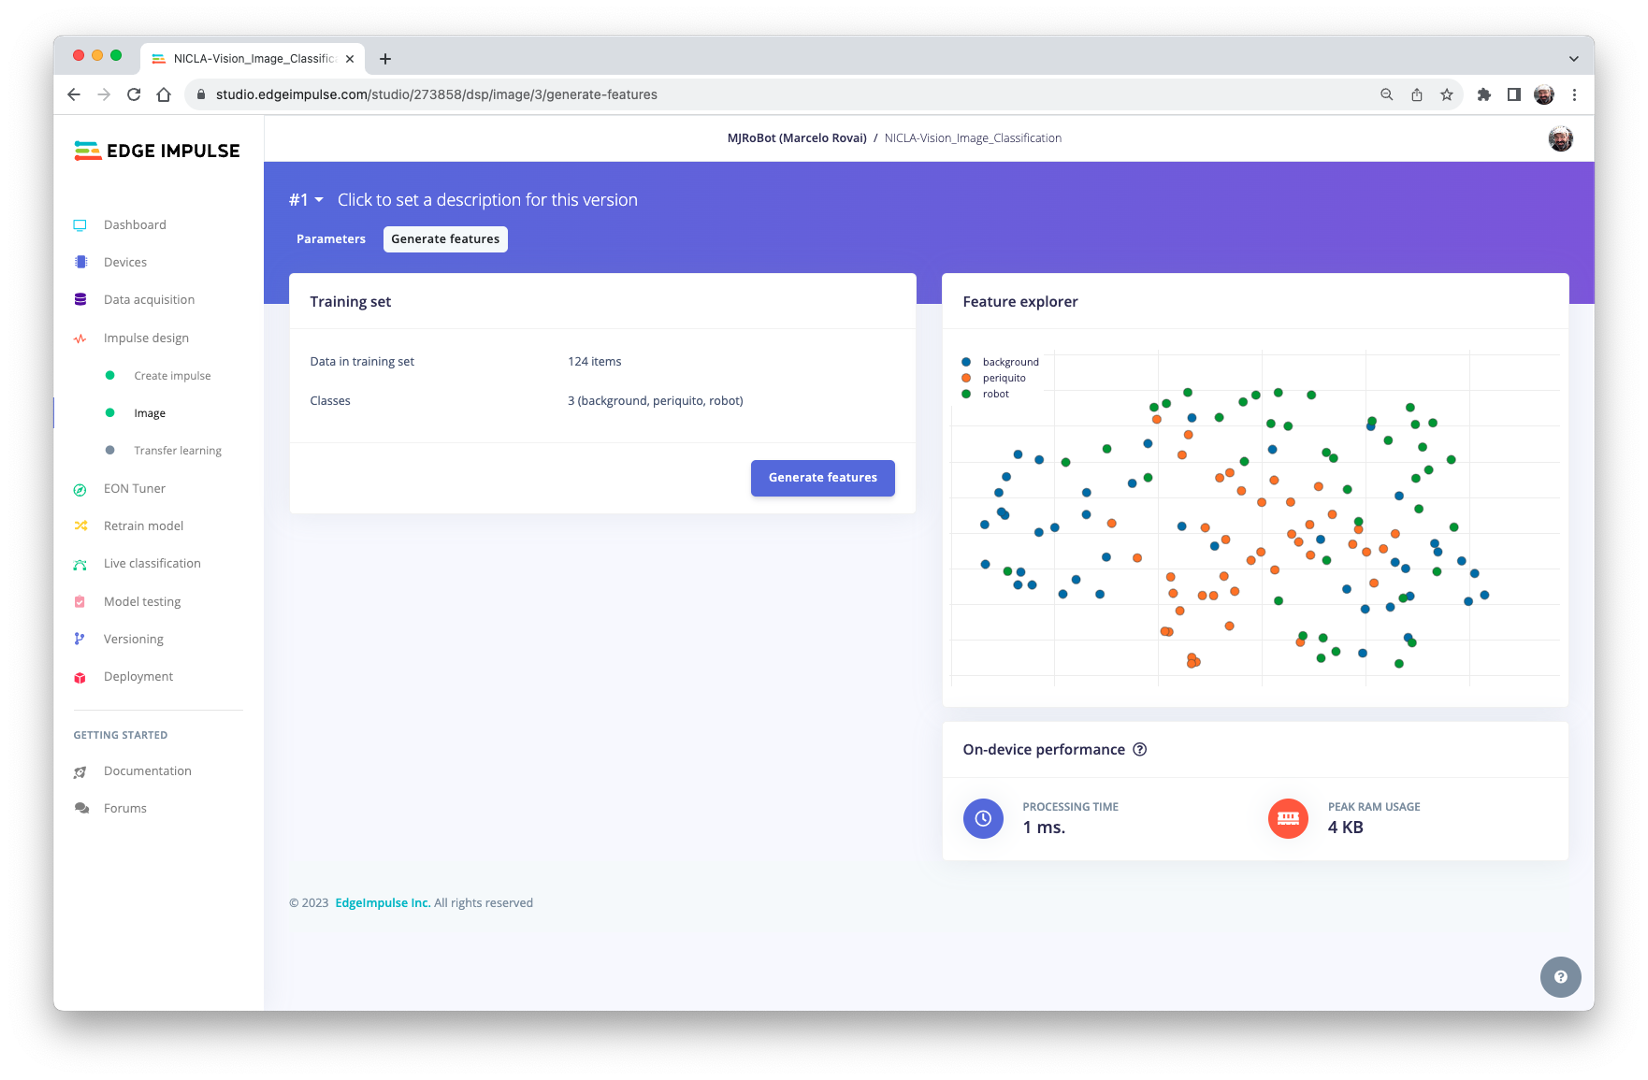 NICLA-Vision_Image_Classific
studio.edgeimpulse.com/studio/273858/dsp/image/3/generate-features
EDGE IMPULSE
MJRoBot (Marcelo Rovai) / NICLA-Vision_Image_Classification
#1 Click to set a description for this version
Parameters Generate features
Dashboard
Devices
Data acquisition
Impulse design
Create impulse
Image
Transfer learning
EON Tuner
Retrain model
Live classification
Model testing
Versioning
Deployment
GETTING STARTED
Documentation
Forums
Training set
Data in training set 124 items
Classes 3 (background, periquito, robot)
Generate features
Feature explorer
background
periquito
robot
On-device performance ?
PROCESSING TIME
1 ms.
PEAK RAM USAGE
4 KB
© 2023 EdgeImpulse Inc. All rights reserved
?